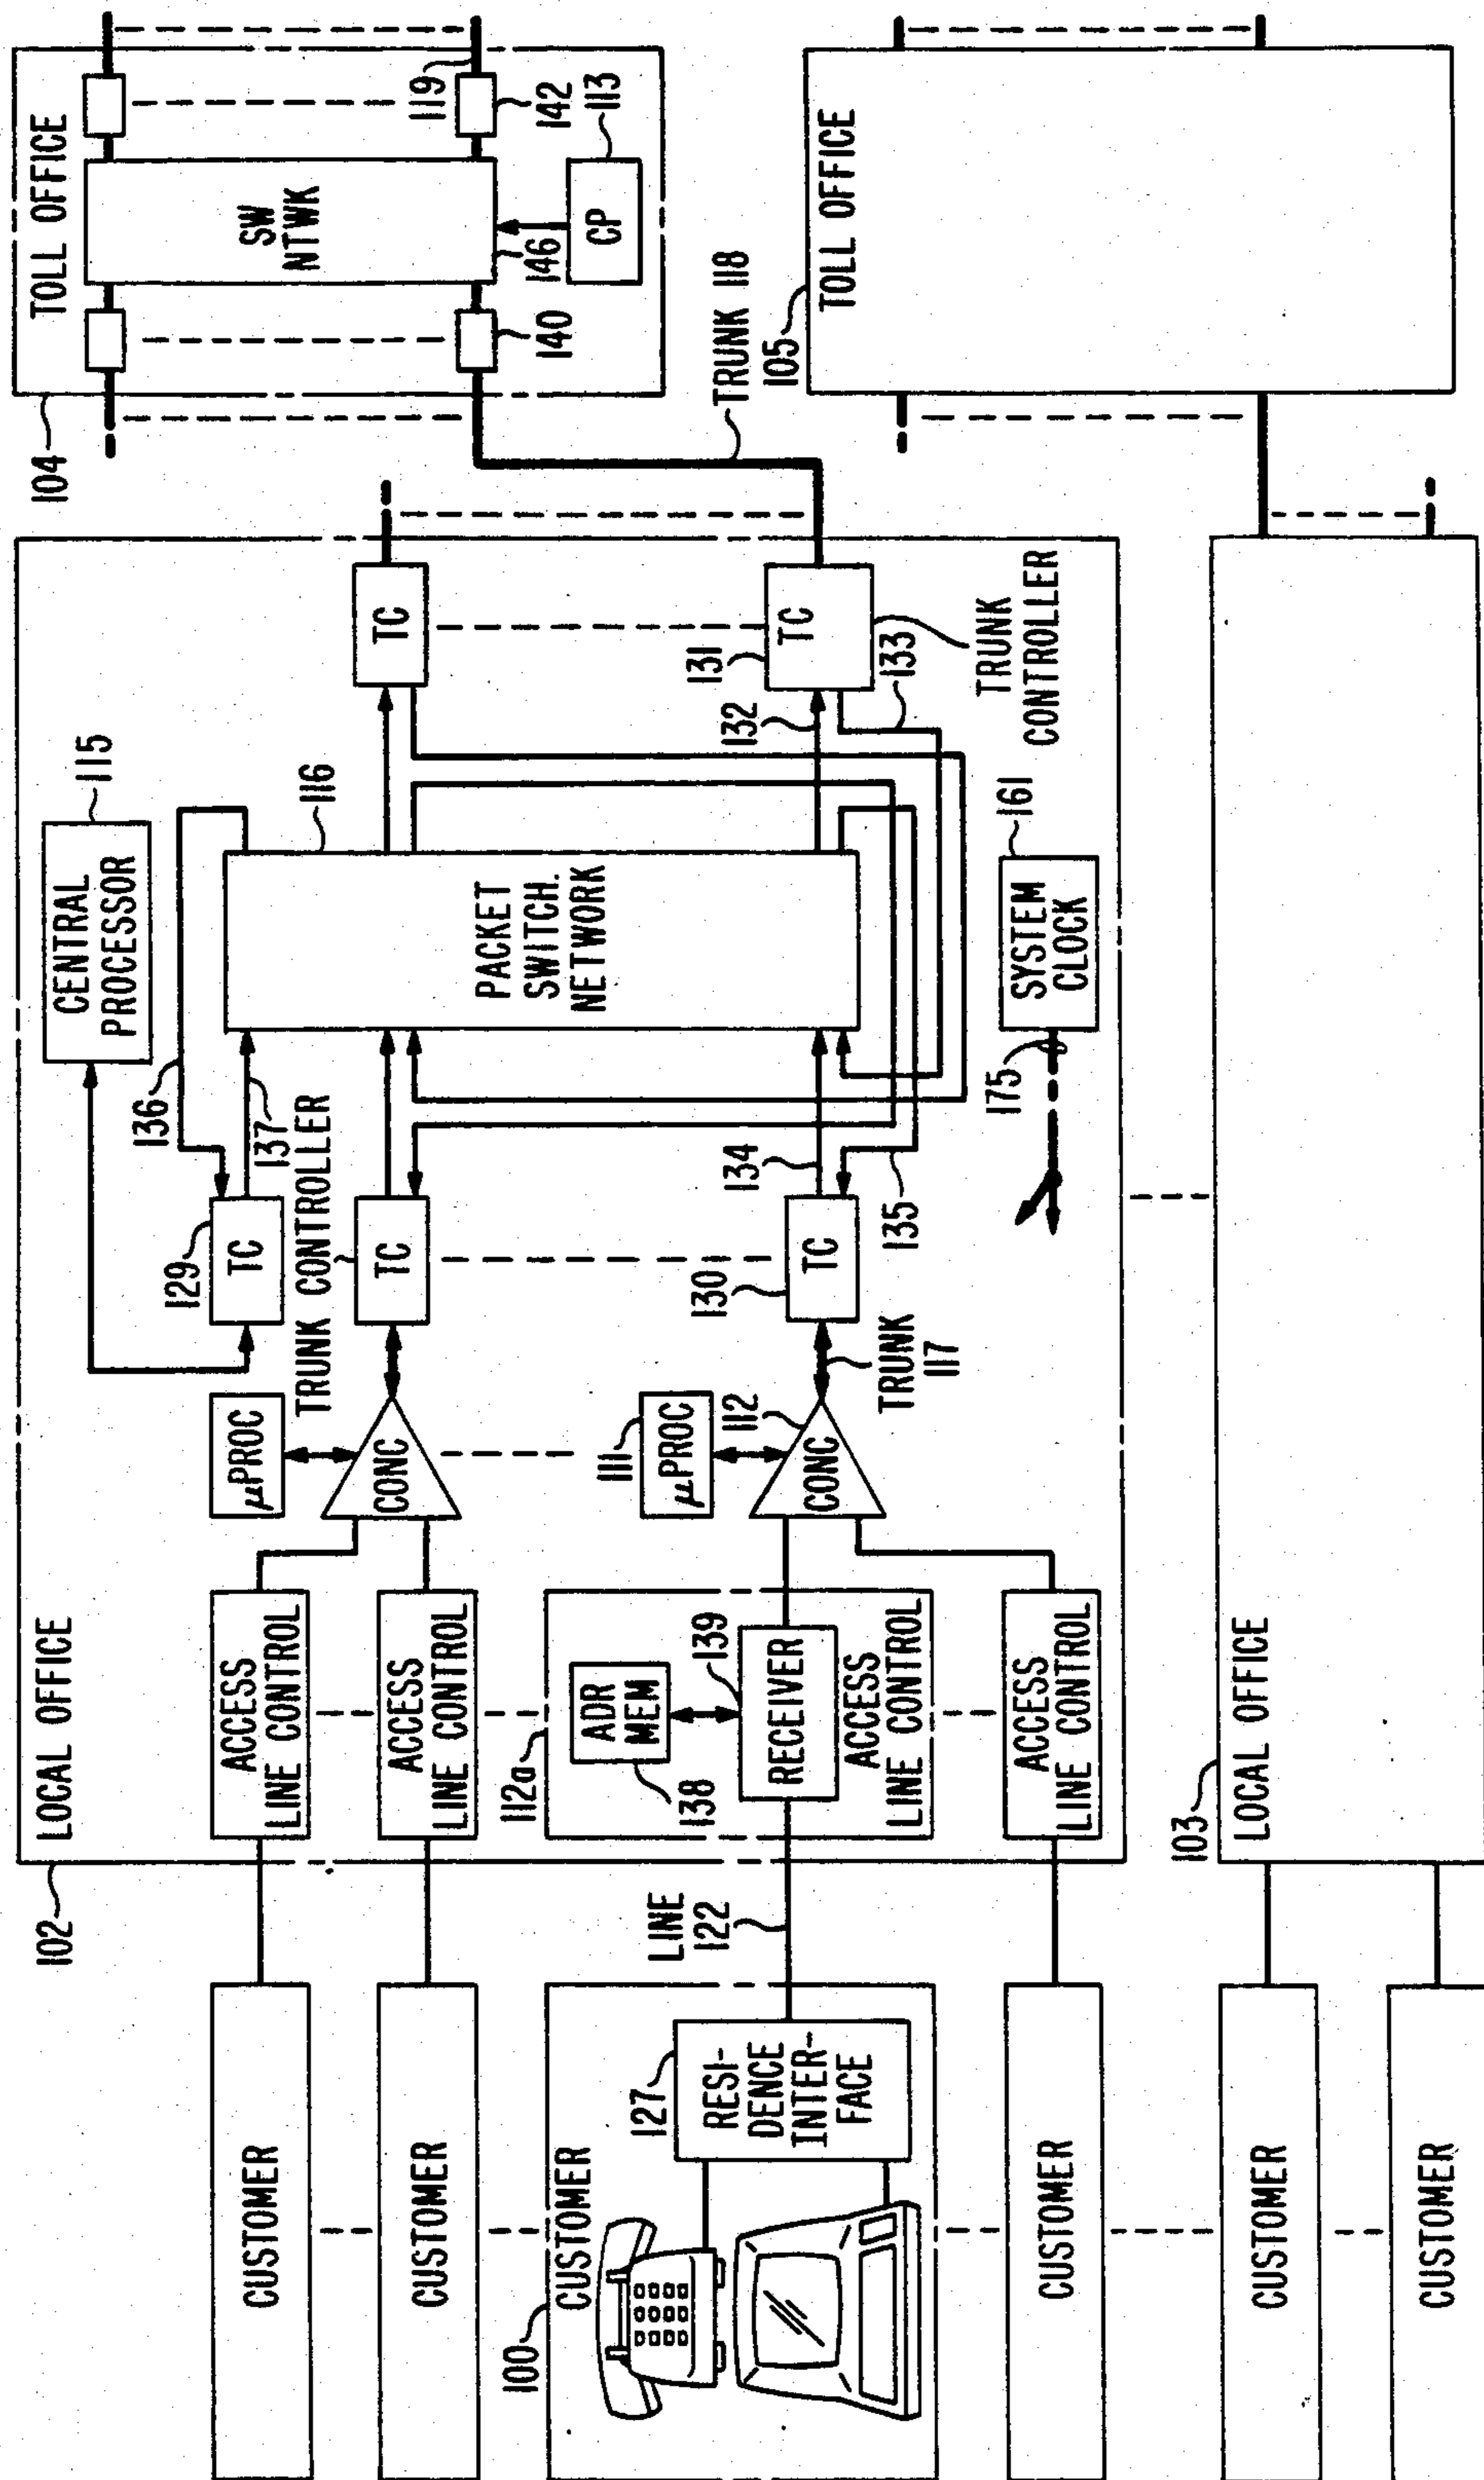 CUSTOMER
CUSTOMER
100
CUSTOMER
127
RESI-
DENCE
INTER-
FACE
CUSTOMER
CUSTOMER
CUSTOMER
LINE
122
102
LOCAL OFFICE
ACCESS
LINE CONTROL
ACCESS
LINE CONTROL
112a
ADR
MEM
138
139
RECEIVER
ACCESS
LINE CONTROL
ACCESS
LINE CONTROL
μPROC
CONC
111
μPROC
112
CONC
TRUNK
117
129
TC
TRUNK CONTROLLER
TC
130
TC
136
137
134
135
CENTRAL
PROCESSOR
115
116
PACKET
SWITCH.
NETWORK
175
SYSTEM
CLOCK
161
TC
131
TC
132
133
TRUNK
CONTROLLER
TRUNK 118
104
TOLL OFFICE
SW
NTWK
146
140
119
142
CP
113
105
TOLL OFFICE
103
LOCAL OFFICE